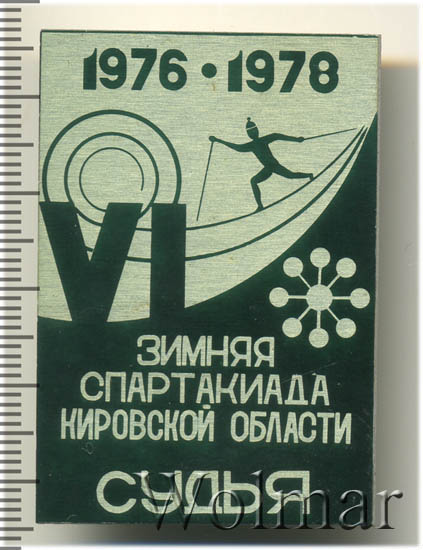 1976 • 1978
VI
ЗИМНЯЯ
СПАРТАКИАДА
КИРОВСКОЙ ОБЛАСТИ
СУДЬЯ
Wolmar